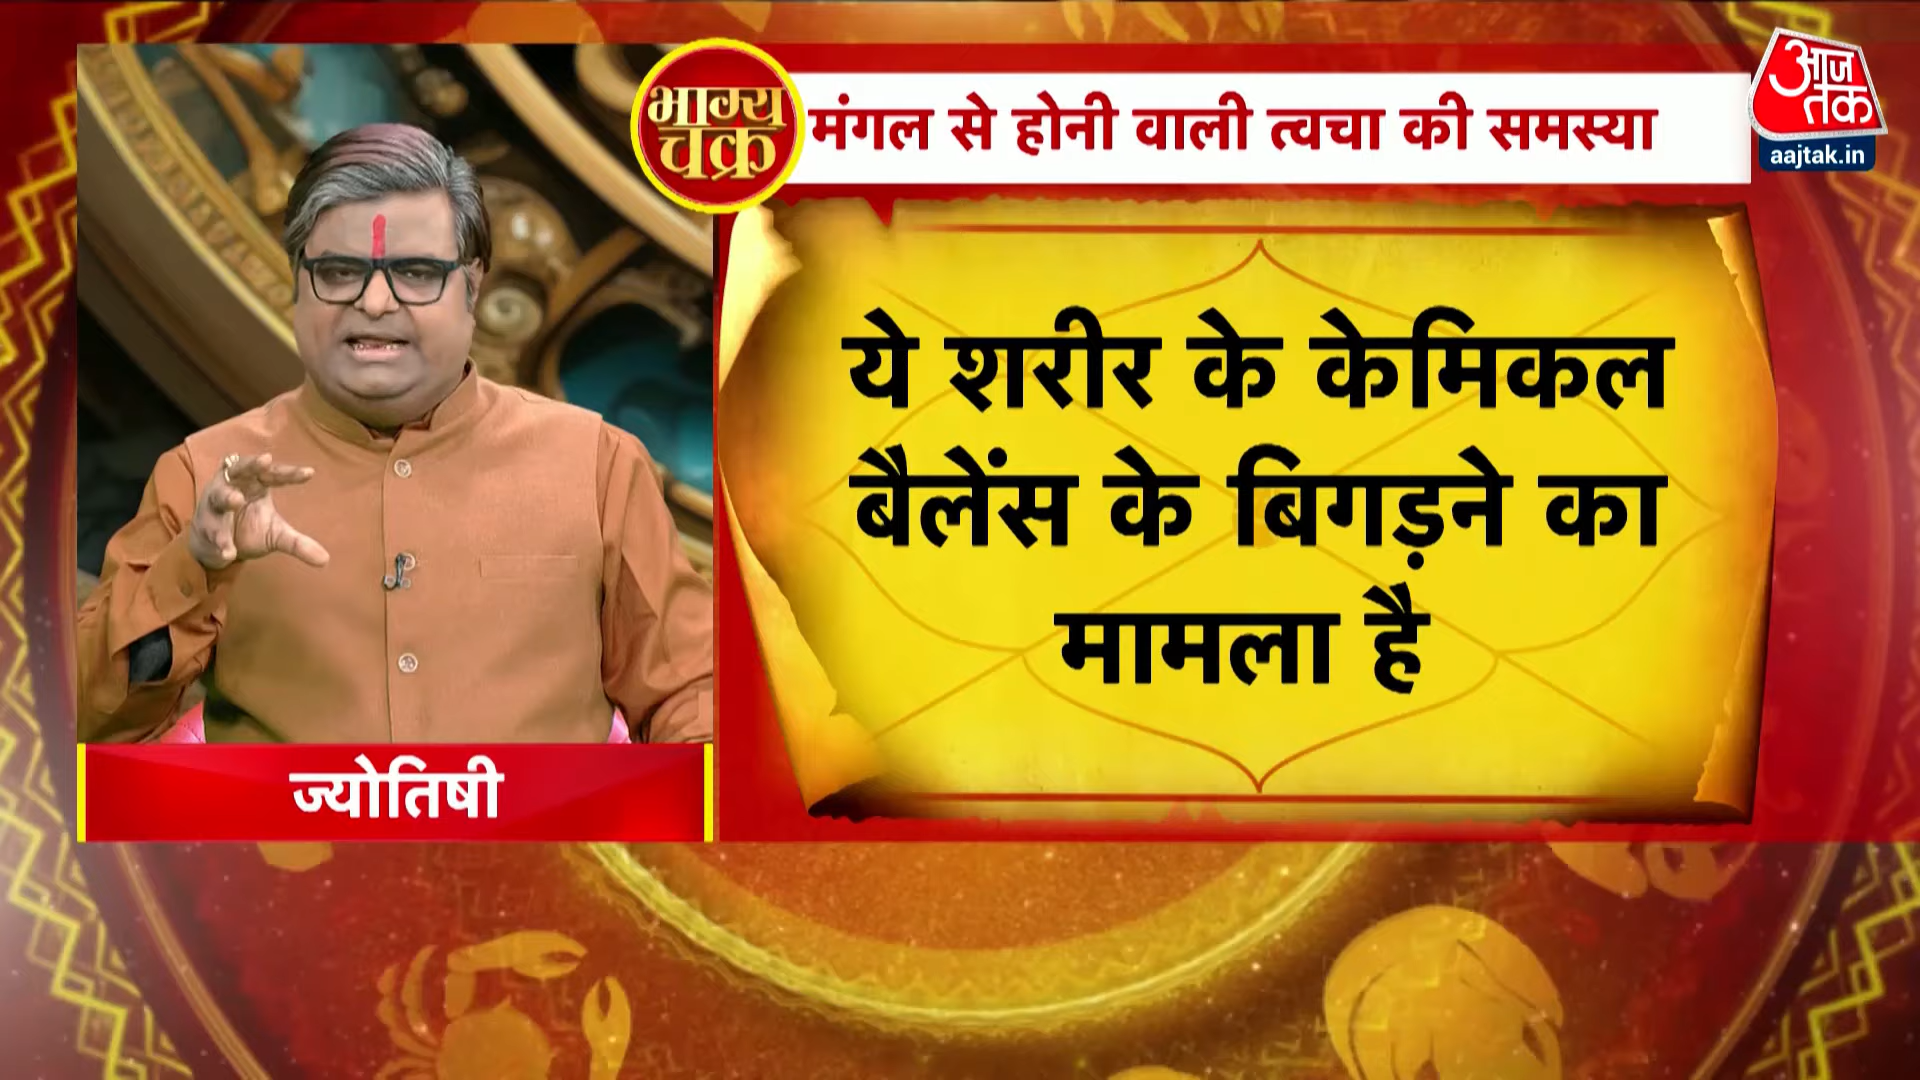 भाग्य
चक्र
मंगल से होनी वाली त्वचा की समस्या
आज
तक
aajtak.in
ये शरीर के केमिकल
बैलेंस के बिगड़ने का
मामला है
ज्योतिषी